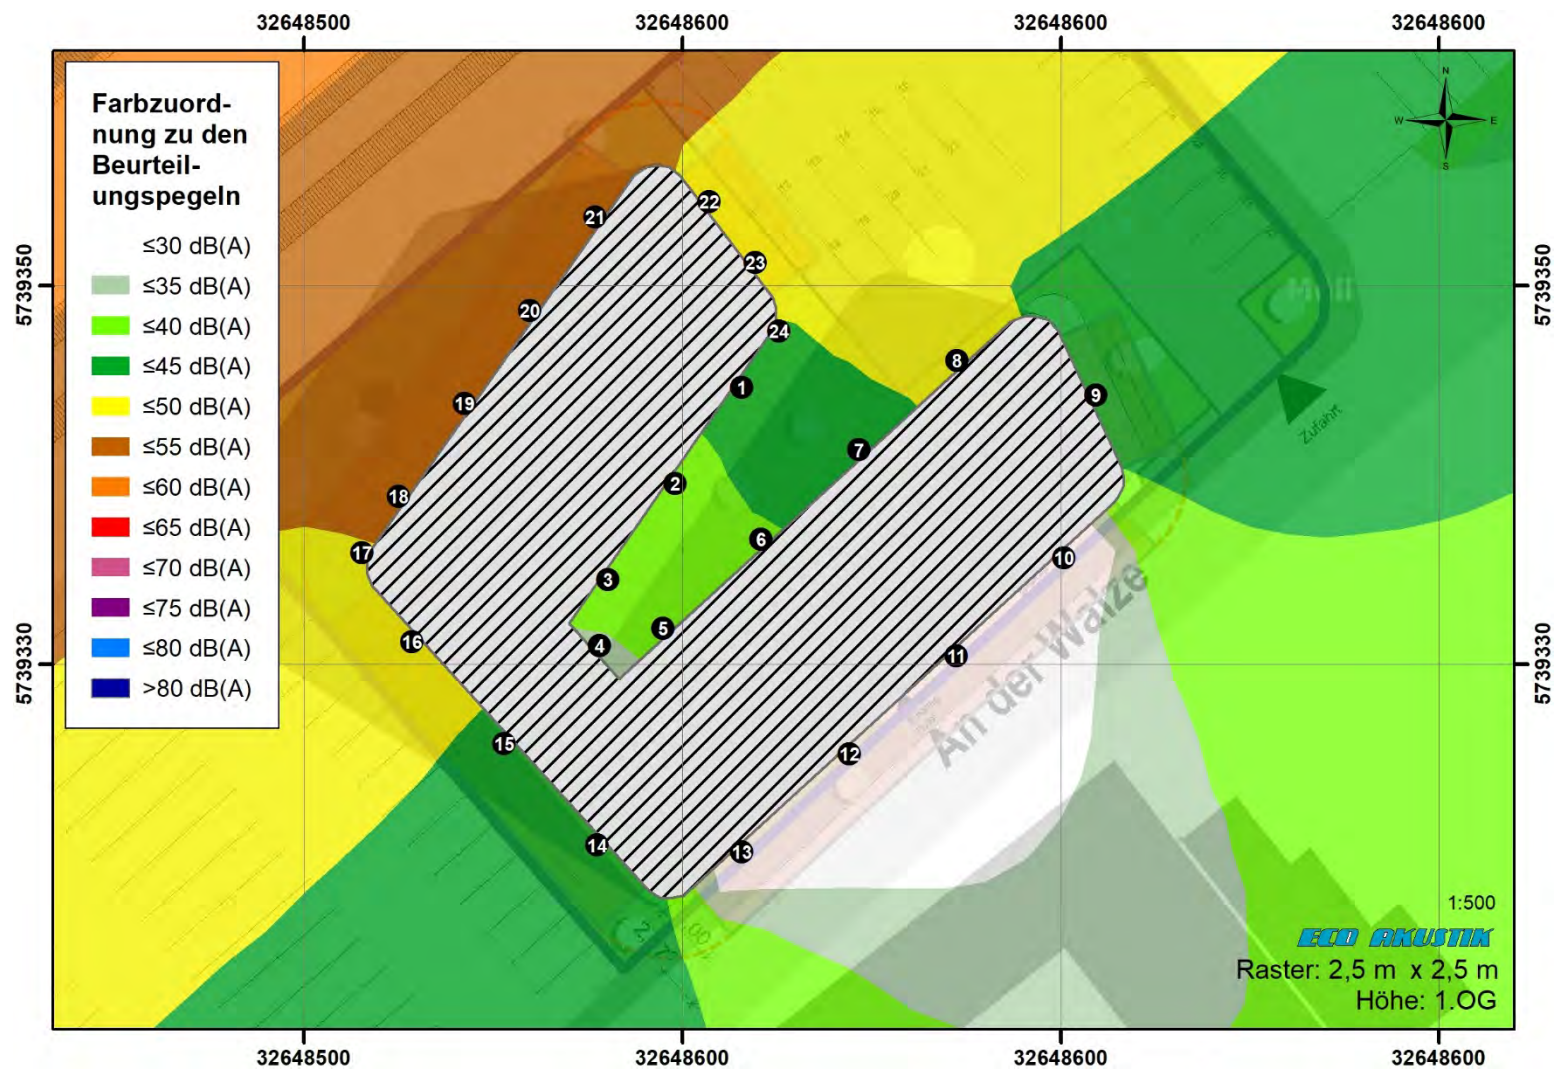 32648500 32648600 32648600 32648600
Farbzuord-
nung zu den
Beurteil-
ungspegeln
≤30 dB(A)
≤35 dB(A)
≤40 dB(A)
≤45 dB(A)
≤50 dB(A)
≤55 dB(A)
≤60 dB(A)
≤65 dB(A)
≤70 dB(A)
≤75 dB(A)
≤80 dB(A)
>80 dB(A)
N
W E
S
5739350 5739350
5739330 5739330
21
22
23
20
24
8
1
9
19
7
2
18
6
17
10
3
5
16
4
11
15
12
14
13
Müll
Zufahrt
An der Walze
1:500
ECO AKUSTIK
Raster: 2,5 m x 2,5 m
Höhe: 1.OG
32648500 32648600 32648600 32648600